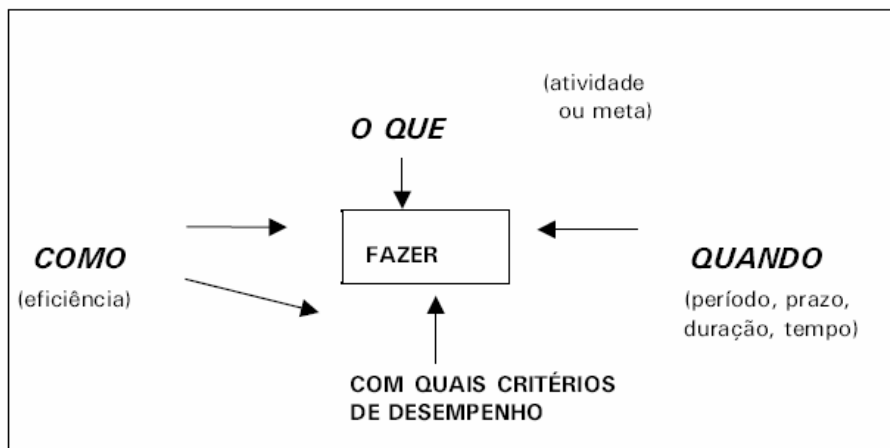 (atividade
ou meta)
O QUE
FAZER
COMO
(eficiência)
QUANDO
(período, prazo,
duração, tempo)
COM QUAIS CRITÉRIOS
DE DESEMPENHO